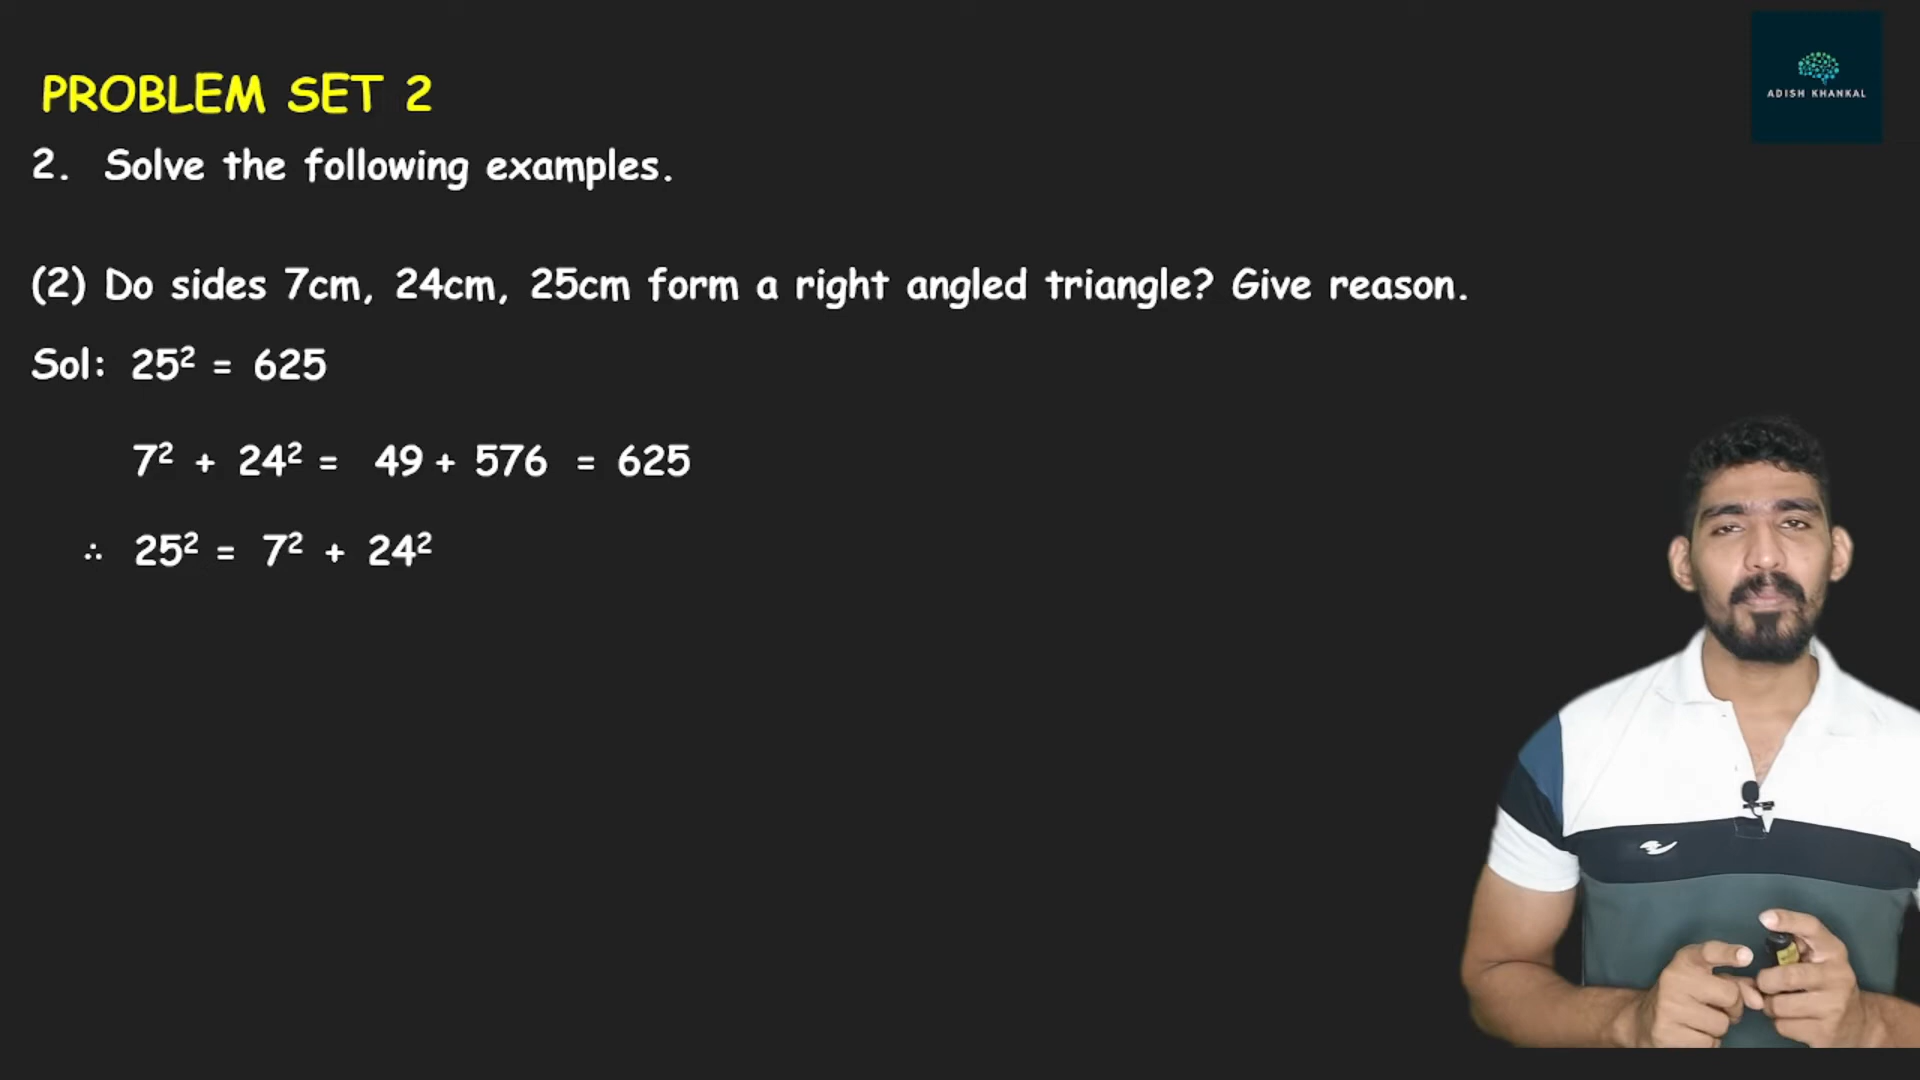 ADISH KHANKAL
PROBLEM SET 2
2. Solve the following examples.
(2) Do sides 7cm, 24cm, 25cm form a right angled triangle? Give reason.
Sol: 25² = 625
7² + 24² = 49 + 576 = 625
∴ 25² = 7² + 24²